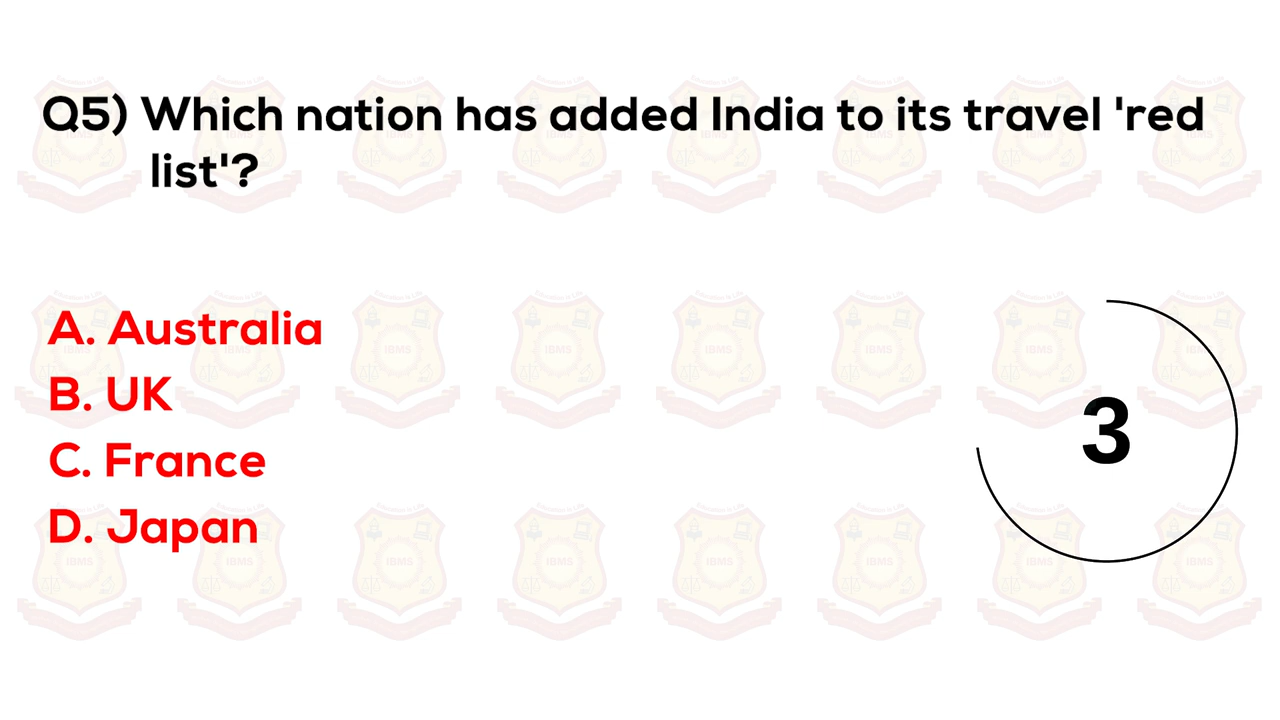 Q5) Which nation has added India to its travel 'red
list'?
A. Australia
B. UK
C. France
D. Japan
3